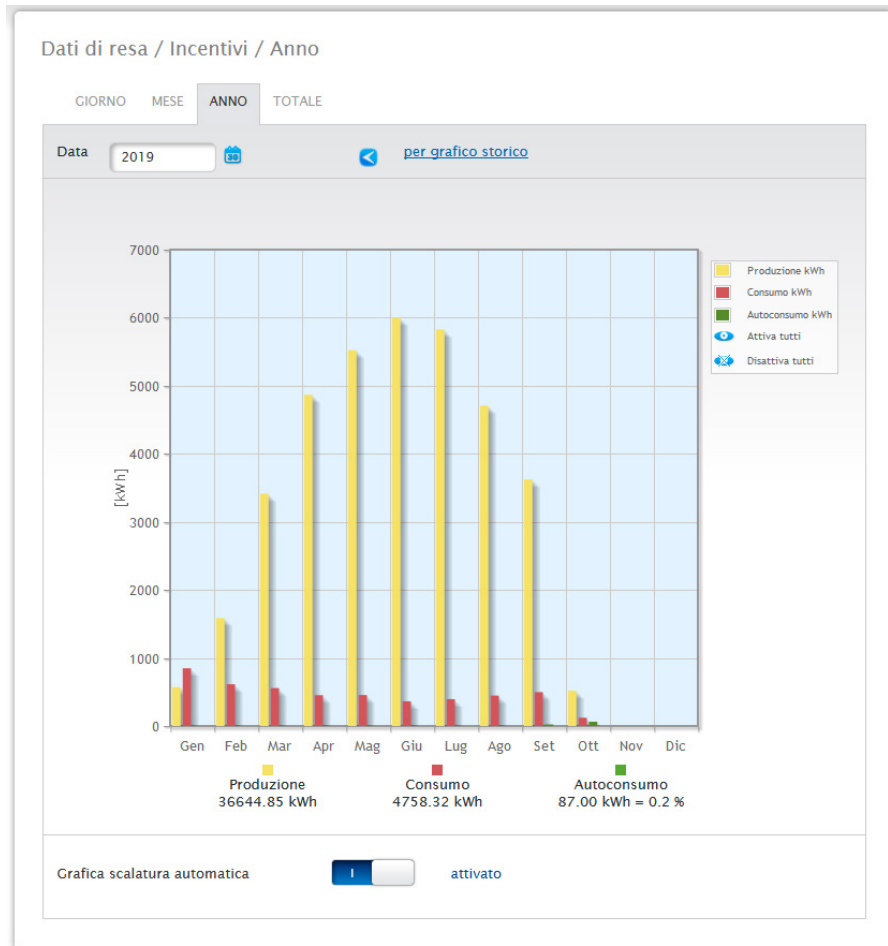 Dati di resa / Incentivi / Anno
GIORNO MESE ANNO TOTALE
Data 2019 30 per grafico storico
7000
6000
5000
4000
3000
2000
1000
0
[kWh]
Gen Feb Mar Apr Mag Giu Lug Ago Set Ott Nov Dic
Produzione kWh
Consumo kWh
Autoconsumo kWh
Attiva tutti
Disattiva tutti
Produzione Consumo Autoconsumo
36644.85 kWh 4758.32 kWh 87.00 kWh = 0.2 %
Grafica scalatura automatica I attivato